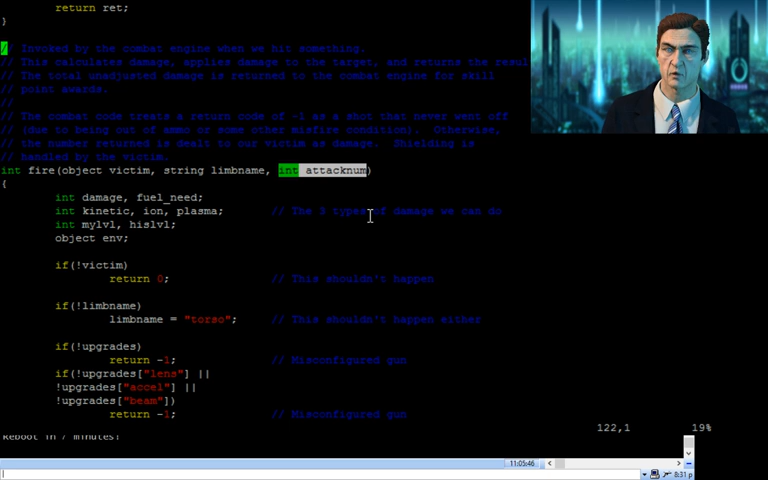 return ret;
}
/  Invoked by the combat engine when we hit something.
// This calculates damage, applies damage to the target, and returns the resul
// The total unadjusted damage is returned to the combat engine for skill
// point awards.
//
// The combat code treats a return code of -1 as a shot that never went off
// (due to being out of ammo or some other misfire condition).  Otherwise,
// the number returned is dealt to our victim as damage.  Shielding is
// handled by the victim.
int fire(object victim, string limbname, int attacknum)
{
int damage, fuel_need;
int kinetic, ion, plasma;       // The 3 types of damage we can do
int mylvl, hislvl;
object env;
if(!victim)
return 0;               // This shouldn't happen
if(!limbname)
limbname = "torso";     // This shouldn't happen either
if(!upgrades)
return -1;              // Misconfigured gun
if(!upgrades["lens"] ||
!upgrades["accel"] ||
!upgrades["beam"])
return -1;              // Misconfigured gun
122,1         19%
Reboot in 7 minutes!
11:05:46
8:31 p